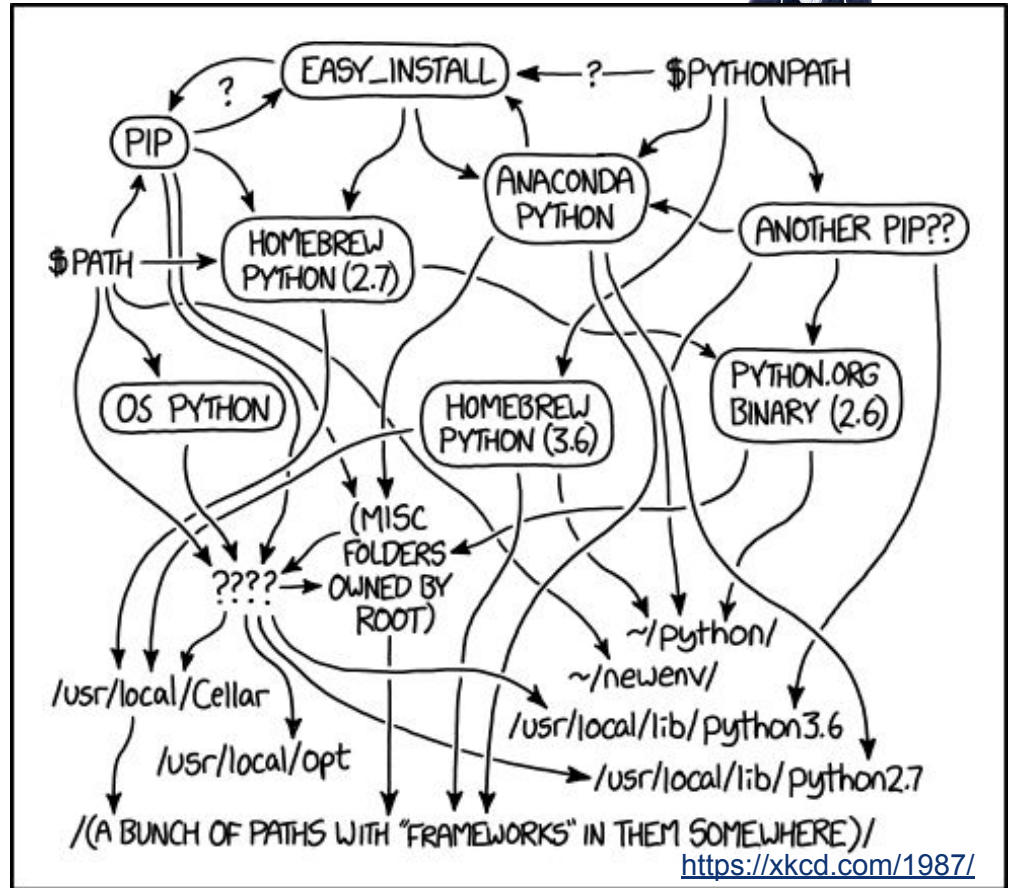 EASY_INSTALL
?
$PYTHONPATH
?
PIP
ANACONDA
PYTHON
ANOTHER PIP??
HOMEBREW
PYTHON (2.7)
$PATH
PYTHON.ORG
BINARY (2.6)
OS PYTHON
HOMEBREW
PYTHON (3.6)
(MISC
FOLDERS
OWNED BY
ROOT)
????
~/python/
~/newenv/
/usr/local/Cellar
/usr/local/lib/python3.6
/usr/local/opt
/usr/local/lib/python2.7
/(A BUNCH OF PATHS WITH "FRAMEWORKS" IN THEM SOMEWHERE)/
https://xkcd.com/1987/